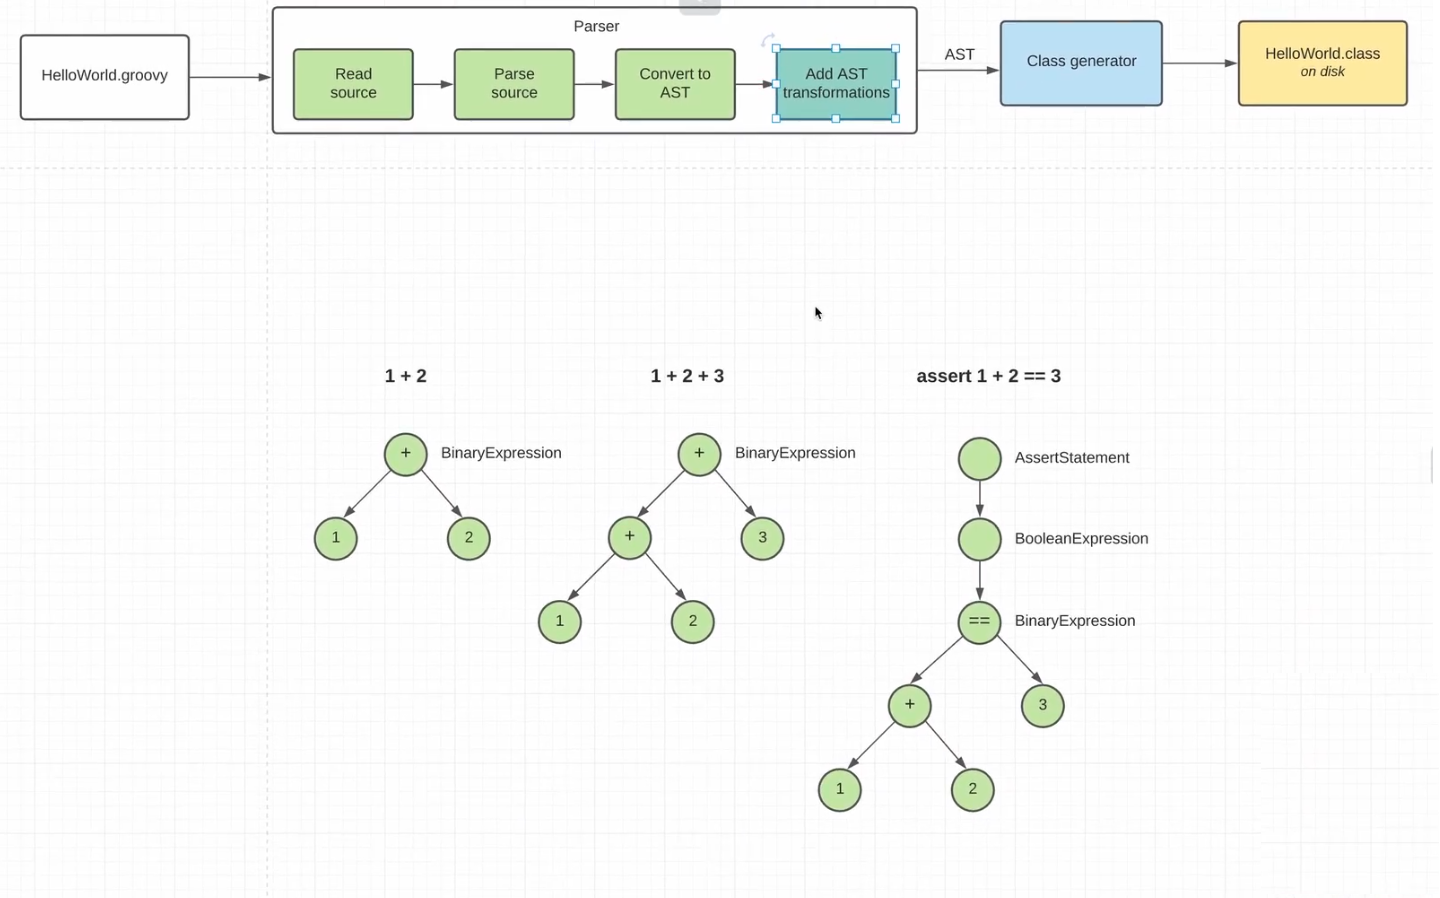 Parser
HelloWorld.groovy
Read
source
Parse
source
Convert to
AST
Add AST
transformations
AST
Class generator
HelloWorld.class
on disk
1 + 2
+
BinaryExpression
1
2
1 + 2 + 3
+
BinaryExpression
+
3
1
2
assert 1 + 2 == 3
AssertStatement
BooleanExpression
==
BinaryExpression
+
3
1
2